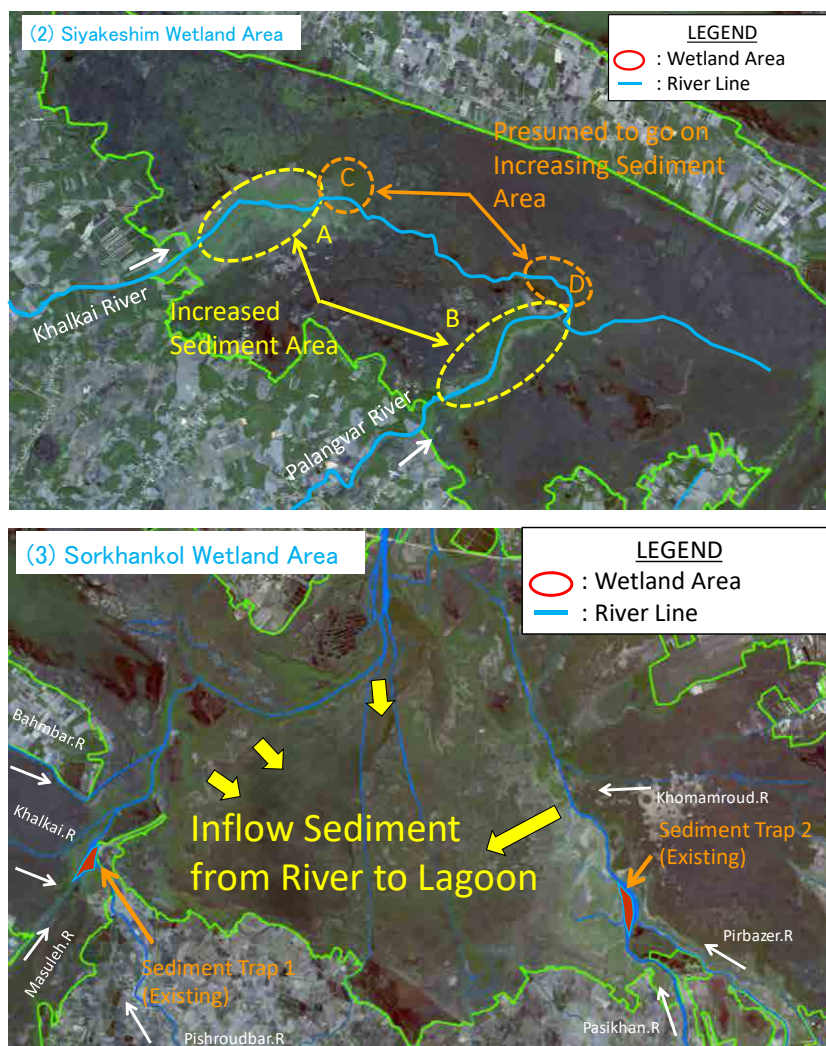 (2) Siyakeshim Wetland Area
LEGEND
: Wetland Area
: River Line
Presumed to go on
Increasing Sediment
Area
C
A
D
B
Khalkai River
Increased
Sediment Area
Palangvar River
(3) Sorkhankol Wetland Area
LEGEND
: Wetland Area
: River Line
Bahmbar.R
Khalkai.R
Khomamroud.R
Inflow Sediment
from River to Lagoon
Sediment Trap 2
(Existing)
Masuleh.R
Sediment Trap 1
(Existing)
Pirbazer.R
Pishroudbar.R
Pasikhan.R